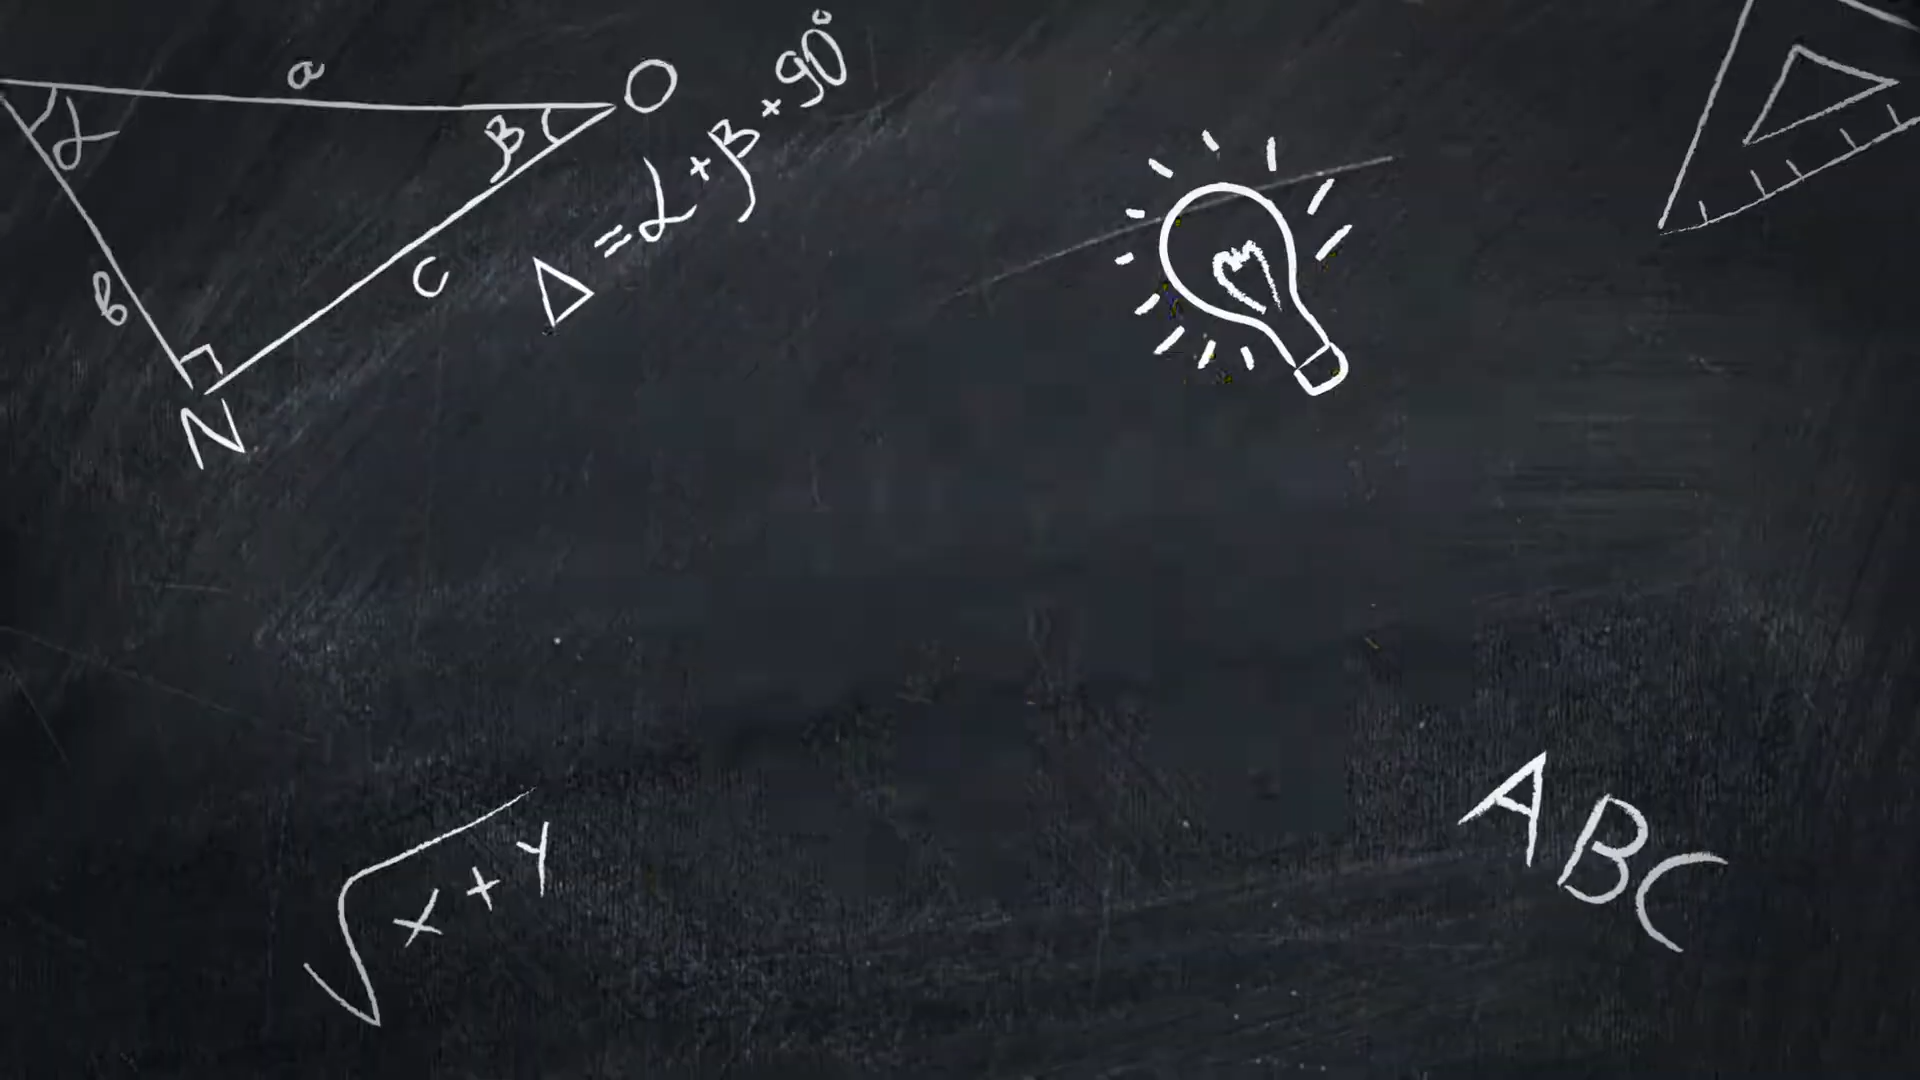 a
O
α
β
Δ = α + β + 90°
B
C
N
√x + y
ABC